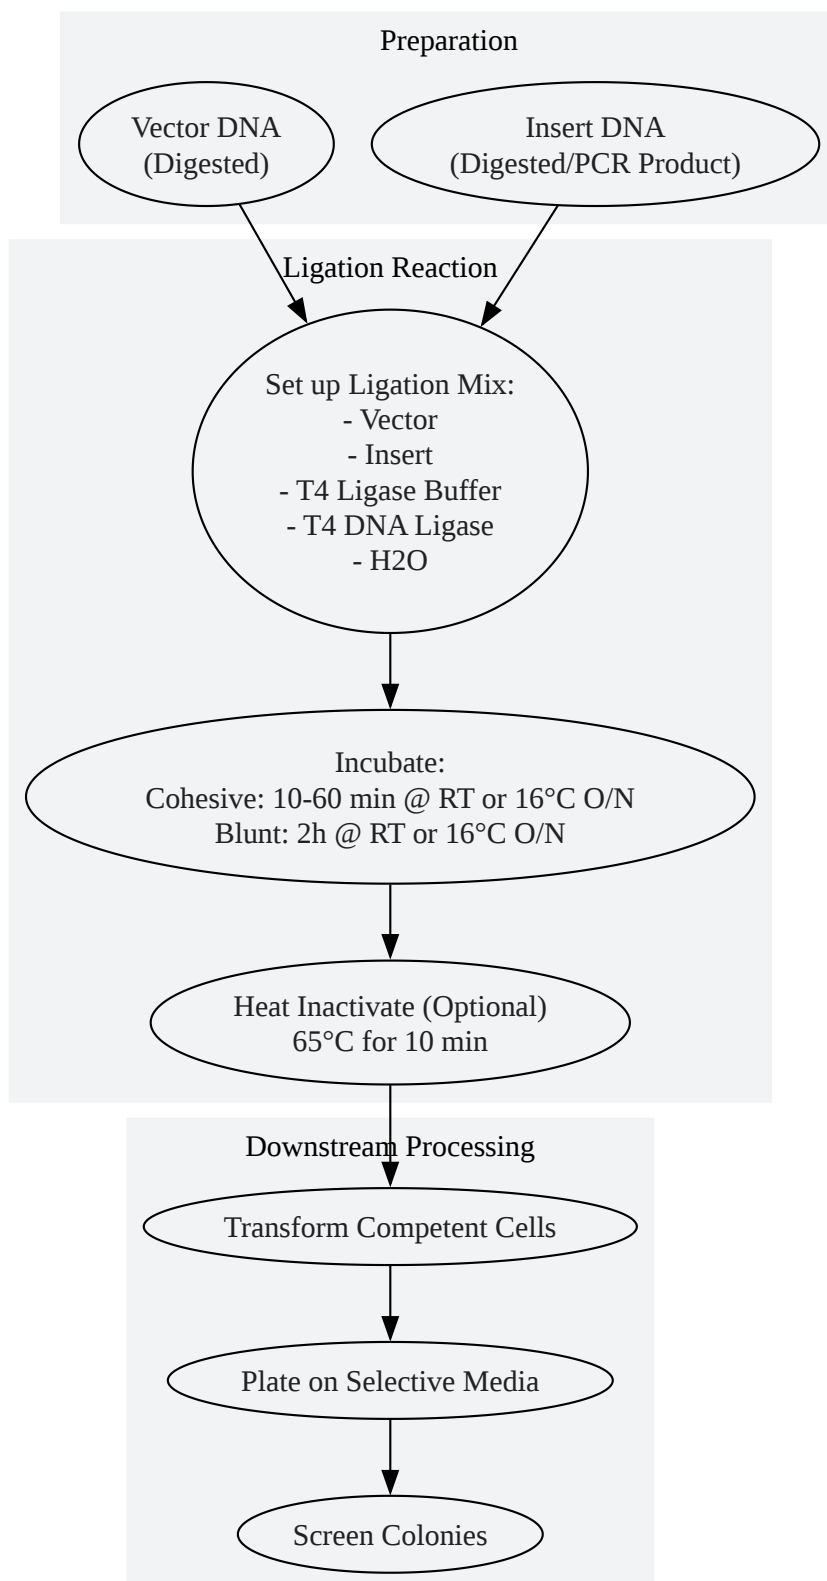 Preparation
Vector DNA
(Digested)
Insert DNA
(Digested/PCR Product)
Ligation Reaction
Set up Ligation Mix:
- Vector
- Insert
- T4 Ligase Buffer
- T4 DNA Ligase
- H2O
Incubate:
Cohesive: 10-60 min @ RT or 16°C O/N
Blunt: 2h @ RT or 16°C O/N
Heat Inactivate (Optional)
65°C for 10 min
Downstream Processing
Transform Competent Cells
Plate on Selective Media
Screen Colonies